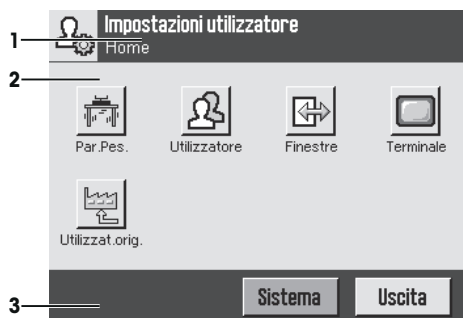 Impostazioni utilizzatore
1 Home
2
Par.Pes. Utilizzatore Finestre Terminale
Utilizzat.orig.
3 Sistema Uscita